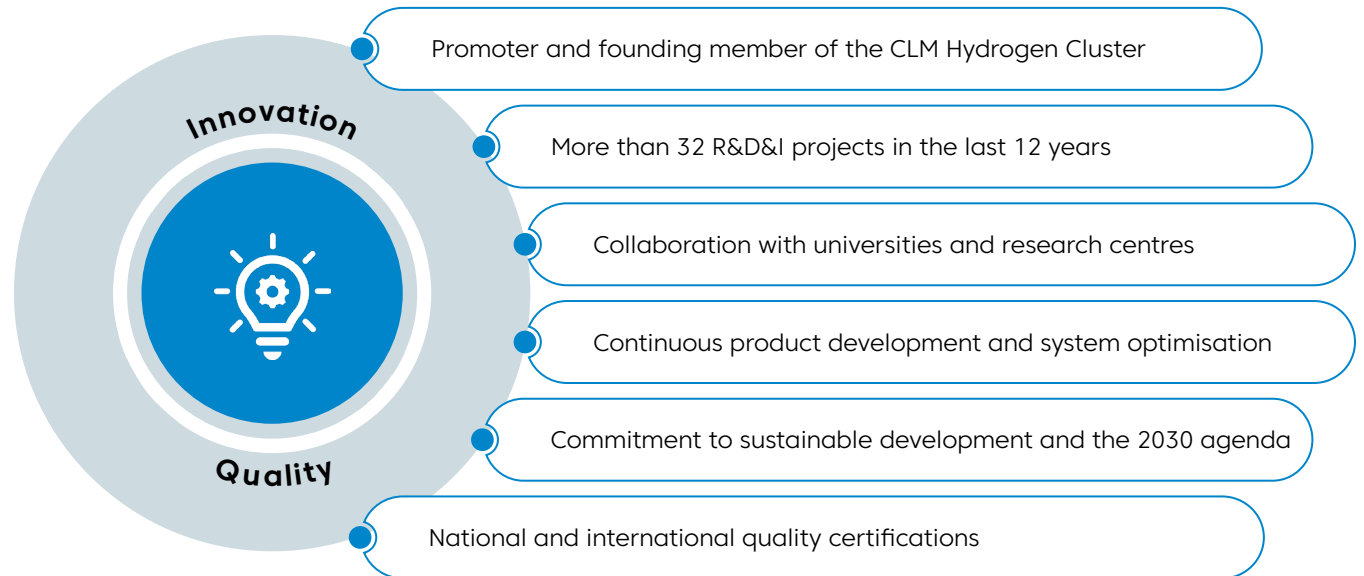 Innovation
Quality
Promoter and founding member of the CLM Hydrogen Cluster
More than 32 R&D&I projects in the last 12 years
Collaboration with universities and research centres
Continuous product development and system optimisation
Commitment to sustainable development and the 2030 agenda
National and international quality certifications